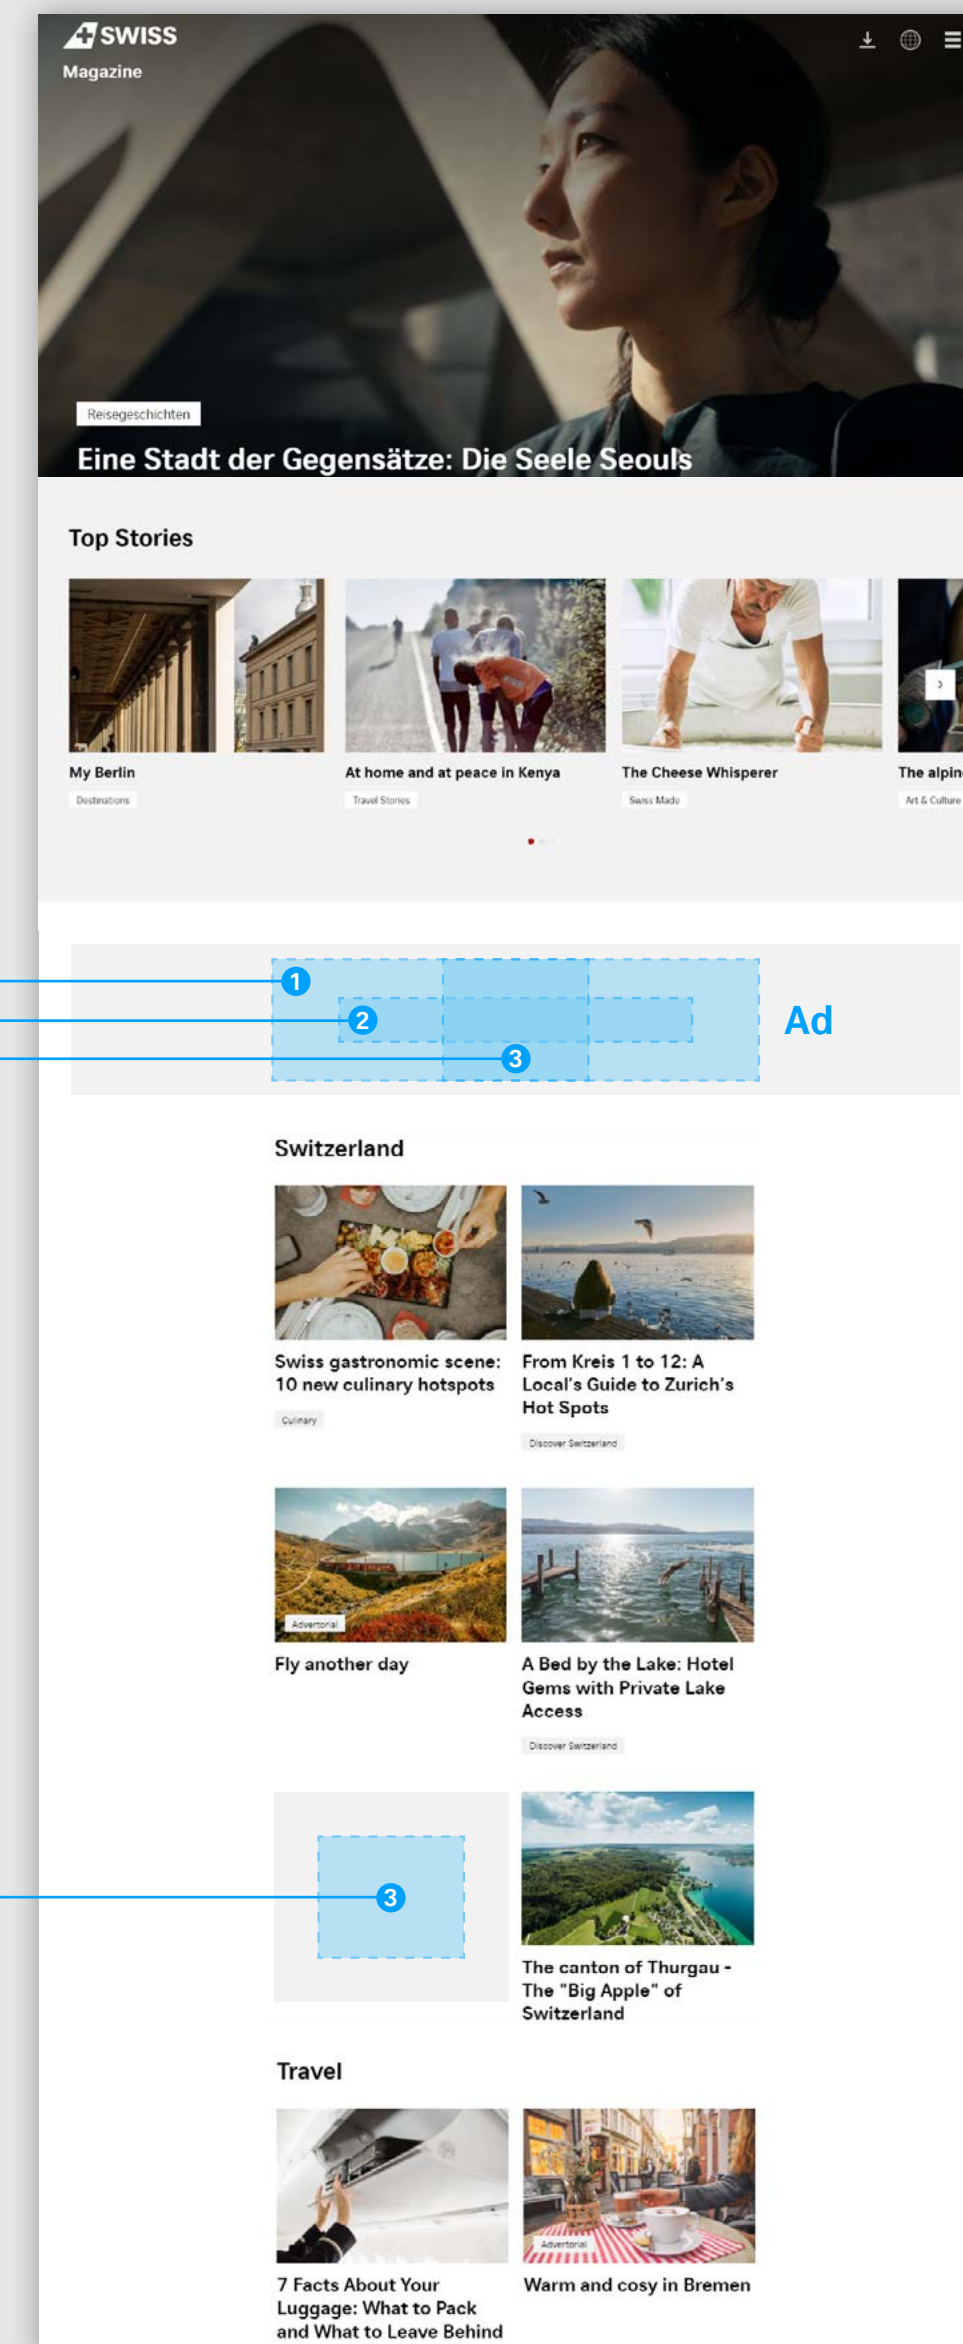 SWISS
Magazine
Reisegeschichten
Eine Stadt der Gegensätze: Die Seele Seouls
Top Stories
My Berlin
Destinations
At home and at peace in Kenya
Travel Stories
The Cheese Whisperer
Swiss Made
The alpin
Art & Culture
1
2
3
Ad
Switzerland
Swiss gastronomic scene:
10 new culinary hotspots
Culinary
From Kreis 1 to 12: A
Local's Guide to Zurich's
Hot Spots
Discover Switzerland
Advertorial
Fly another day
A Bed by the Lake: Hotel
Gems with Private Lake
Access
Discover Switzerland
3
The canton of Thurgau -
The "Big Apple" of
Switzerland
Travel
7 Facts About Your
Luggage: What to Pack
and What to Leave Behind
Advertorial
Warm and cosy in Bremen